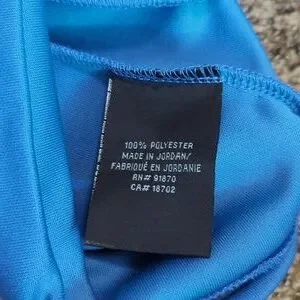 100% POLYESTER
MADE IN JORDAN/
FABRIQUÉ EN JORDANIE
RN# 91870
CA# 18702